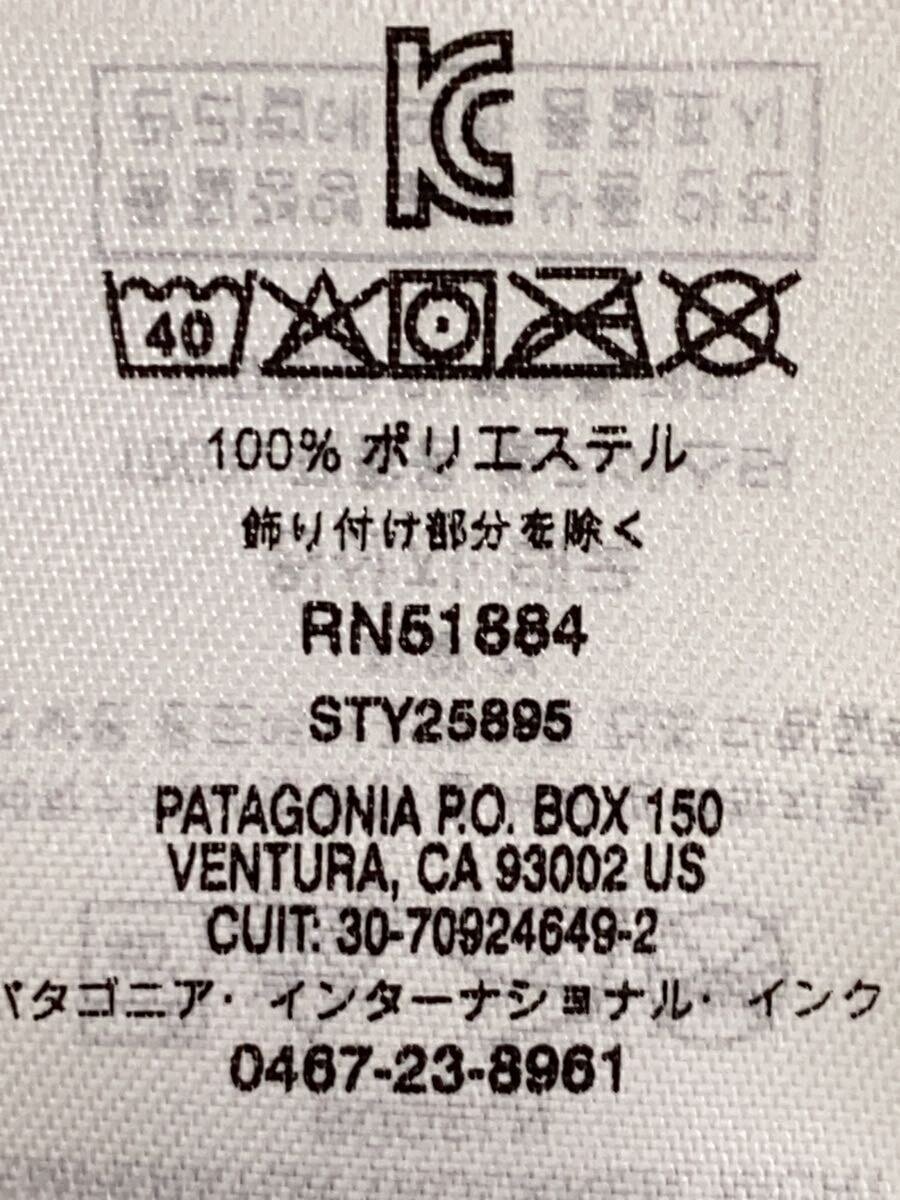 40
100% ポリエステル
飾り付け部分を除く
RN51884
STY25895
PATAGONIA P.O. BOX 150
VENTURA, CA 93002 US
CUIT: 30-70924649-2
パタゴニア・インターナショナル・インク
0467-23-8961